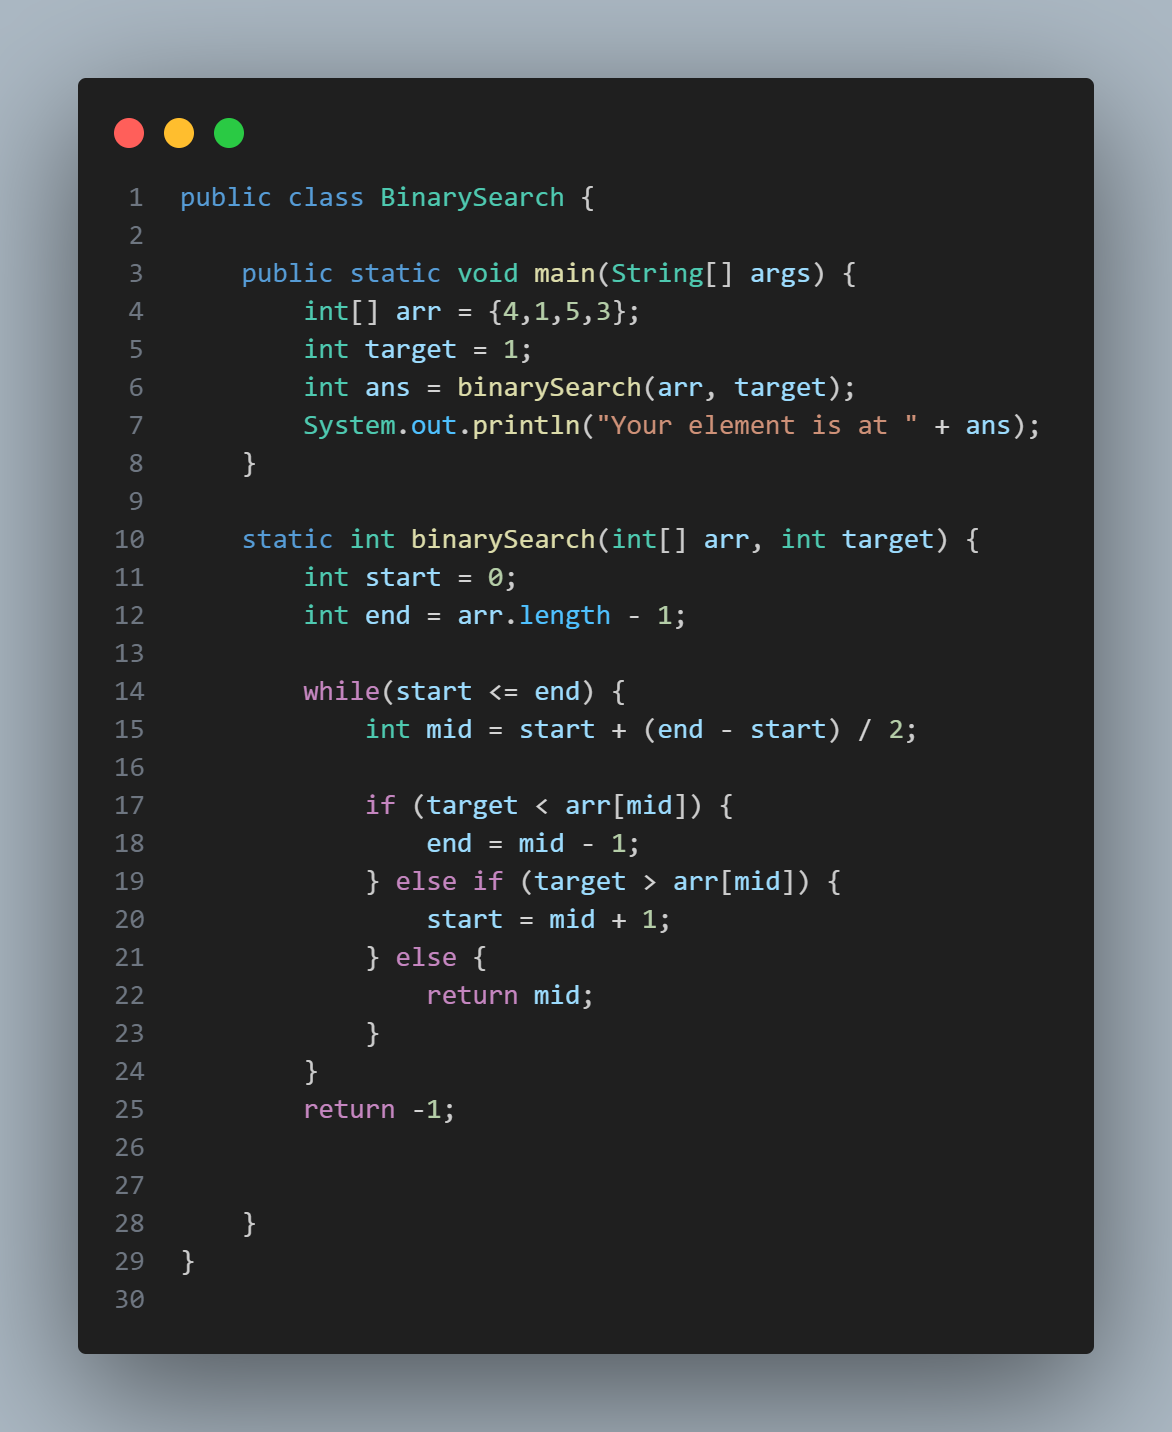 1 public class BinarySearch {
2
3     public static void main(String[] args) {
4         int[] arr = {4,1,5,3};
5         int target = 1;
6         int ans = binarySearch(arr, target);
7         System.out.println("Your element is at " + ans);
8     }
9
10     static int binarySearch(int[] arr, int target) {
11         int start = 0;
12         int end = arr.length - 1;
13
14         while(start <= end) {
15             int mid = start + (end - start) / 2;
16
17             if (target < arr[mid]) {
18                 end = mid - 1;
19             } else if (target > arr[mid]) {
20                 start = mid + 1;
21             } else {
22                 return mid;
23             }
24         }
25         return -1;
26
27
28     }
29 }
30